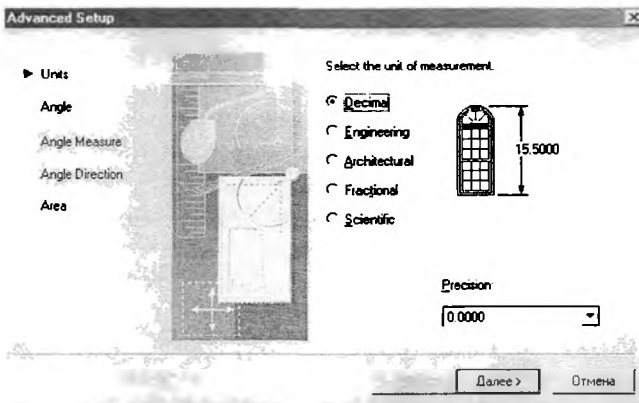 Advanced Setup
Units
Angle
Angle Measure
Angle Direction
Area
Select the unit of measurement.
Decimal
Engineering
Architectural
Fractional
Scientific
15.5000
Precision:
0.0000
Далее >
Отмена